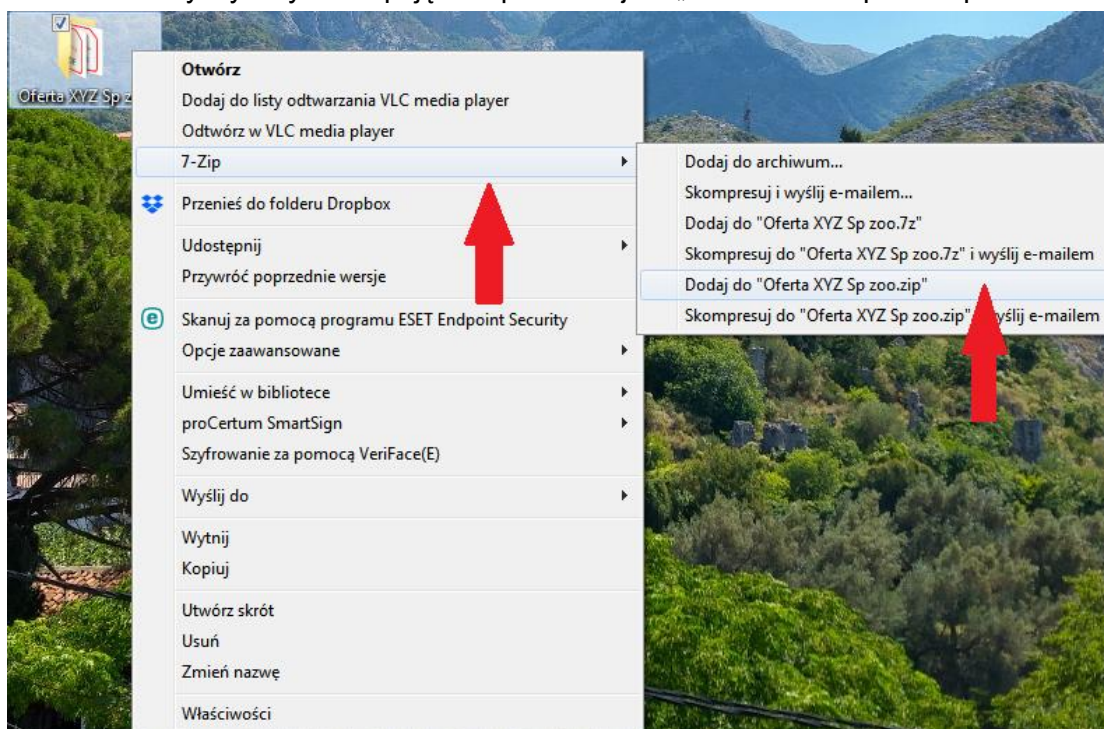 Oferta XYZ Sp
Otwórz
Dodaj do listy odtwarzania VLC media player
Odtwórz w VLC media player
7-Zip
Przenieś do folderu Dropbox
Udostępnij
Przywróć poprzednie wersje
Skanuj za pomocą programu ESET Endpoint Security
Opcje zaawansowane
Umieść w bibliotece
proCertum SmartSign
Szyfrowanie za pomocą VeriFace(E)
Wyślij do
Wytnij
Kopiuj
Utwórz skrót
Usuń
Zmień nazwę
Właściwości
Dodaj do archiwum...
Skompresuj i wyślij e-mailem...
Dodaj do "Oferta XYZ Sp zoo.7z"
Skompresuj do "Oferta XYZ Sp zoo.7z" i wyślij e-mailem
Dodaj do "Oferta XYZ Sp zoo.zip"
Skompresuj do "Oferta XYZ Sp zoo.zip" wyślij e-mailem